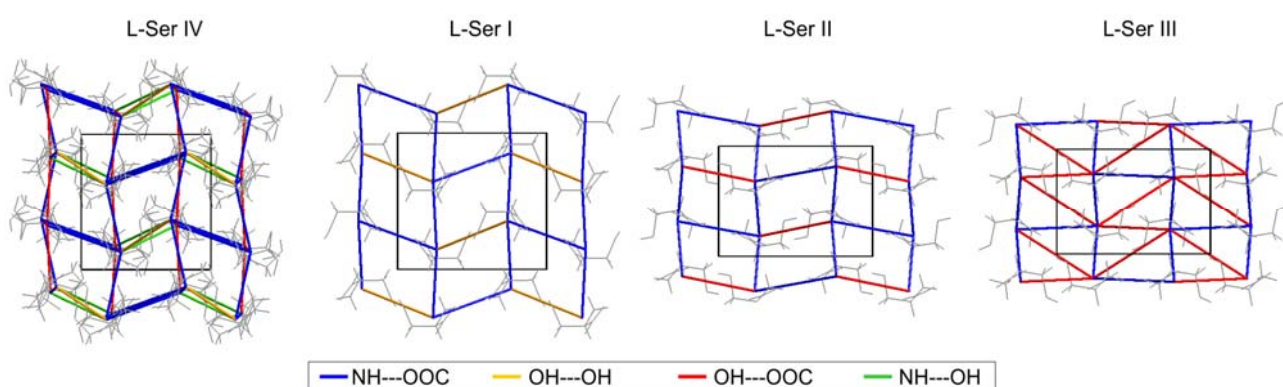 L-Ser IV L-Ser I L-Ser II L-Ser III
NH---OOC OH---OH OH---OOC NH---OH